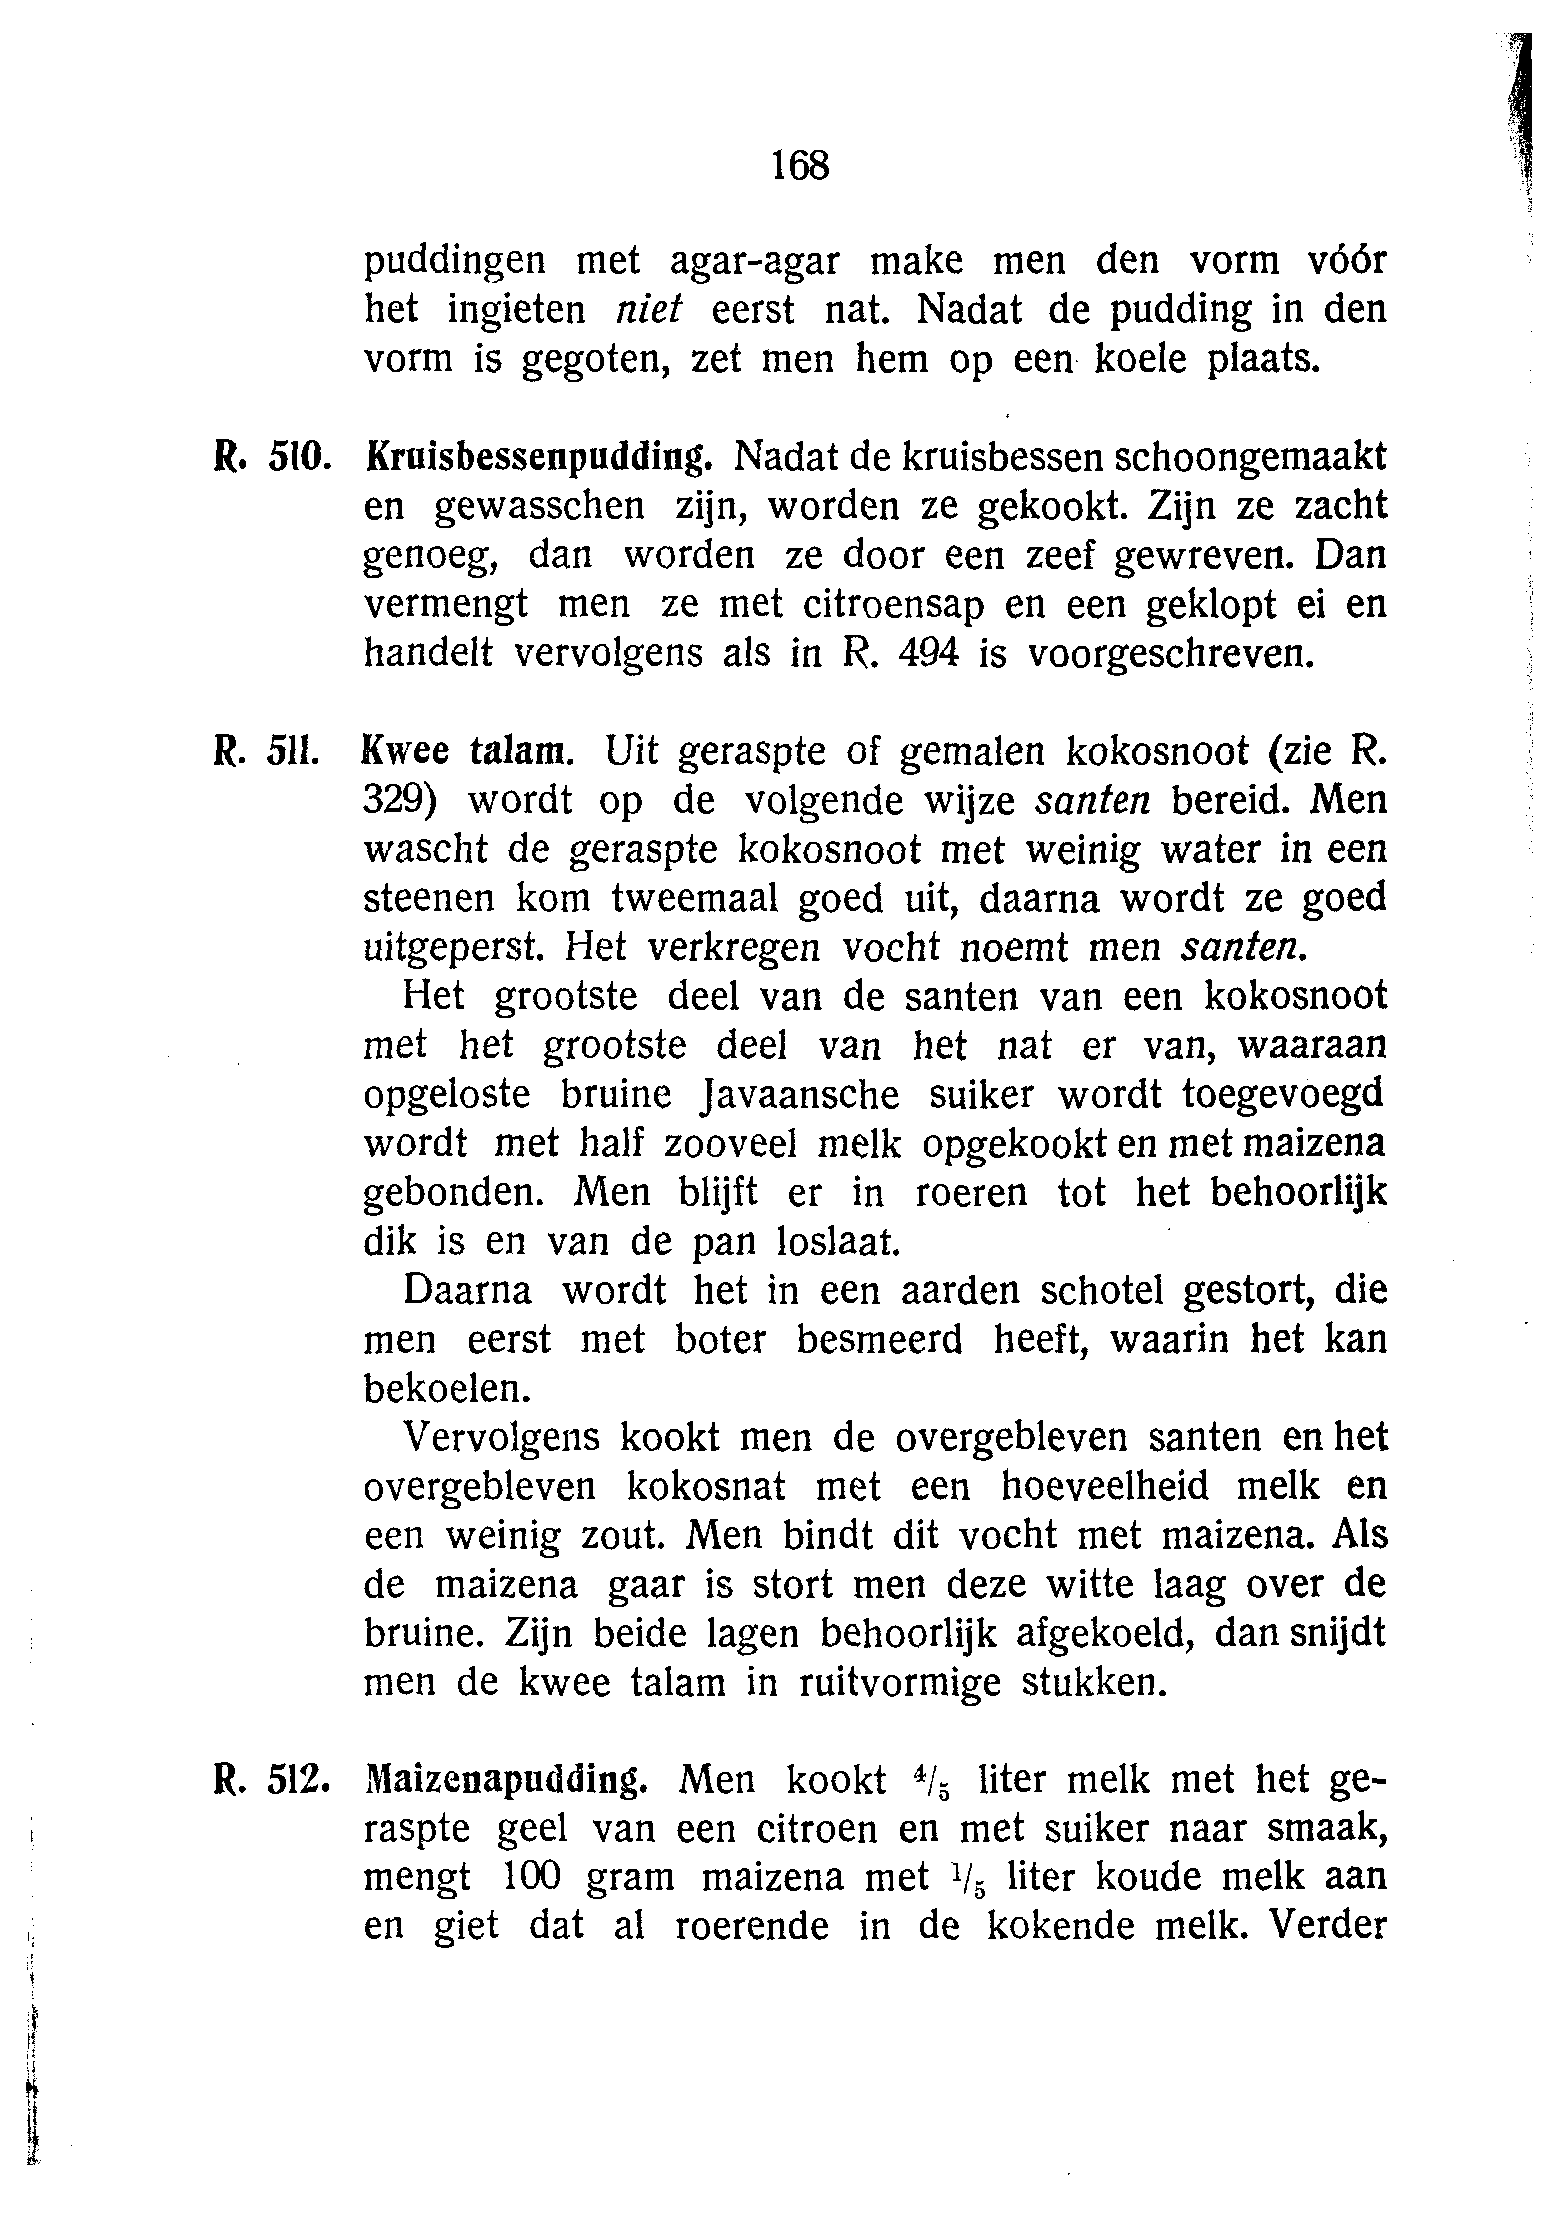 168
puddingen met agar-agar make men den vorm vóór
het ingieten niet eerst nat. Nadat de pudding in den
vorm is gegoten, zet men hem op een koele plaats.
R. 510. Kruisbessenpudding. Nadat de kruisbessen schoongemaakt
en gewasschen zijn, worden ze gekookt. Zijn ze zacht
genoeg, dan worden ze door een zeef gewreven. Dan
vermengt men ze met citroensap en een geklopt ei en
handelt vervolgens als in R. 494 is voorgeschreven.
R. 511. Kwee talam. Uit geraspte of gemalen kokosnoot (zie R.
329) wordt op de volgende wijze santen bereid. Men
wascht de geraspte kokosnoot met weinig water in een
steenen kom tweemaal goed uit, daarna wordt ze goed
uitgeperst. Het verkregen vocht noemt men santen.
Het grootste deel van de santen van een kokosnoot
met het grootste deel van het nat er van, waaraan
opgeloste bruine Javaansche suiker wordt toegevoegd
wordt met half zooveel melk opgekookt en met maizena
gebonden. Men blijft er in roeren tot het behoorlijk
dik is en van de pan loslaat.
Daarna wordt het in een aarden schotel gestort, die
men eerst met boter besmeerd heeft, waarin het kan
bekoelen.
Vervolgens kookt men de overgebleven santen en het
overgebleven kokosnat met een hoeveelheid melk en
een weinig zout. Men bindt dit vocht met maizena. Als
de maizena gaar is stort men deze witte laag over de
bruine. Zijn beide lagen behoorlijk afgekoeld, dan snijdt
men de kwee talam in ruitvormige stukken.
R. 512. Maizenapudding. Men kookt 4/5 liter melk met het ge-
raspte geel van een citroen en met suiker naar smaak,
mengt 100 gram maizena met 1/5 liter koude melk aan
en giet dat al roerende in de kokende melk. Verder